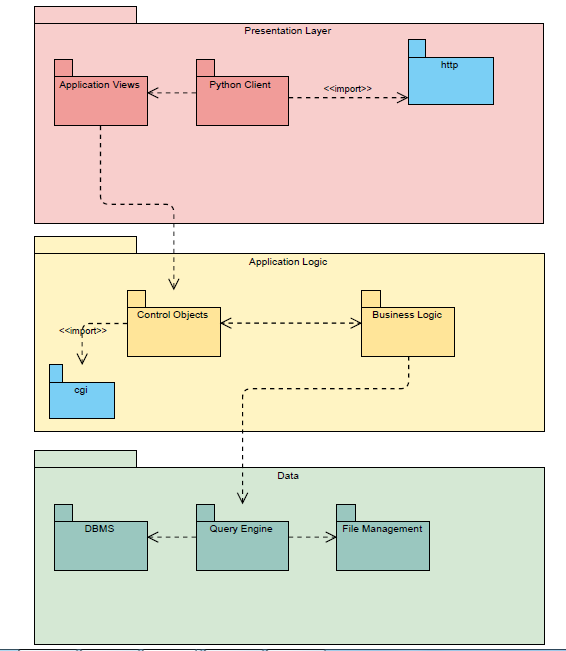 Presentation Layer
http
Application Views
Python Client
<<import>>
Application Logic
Control Objects
Business Logic
<<import>>
cgi
Data
DBMS
Query Engine
File Management